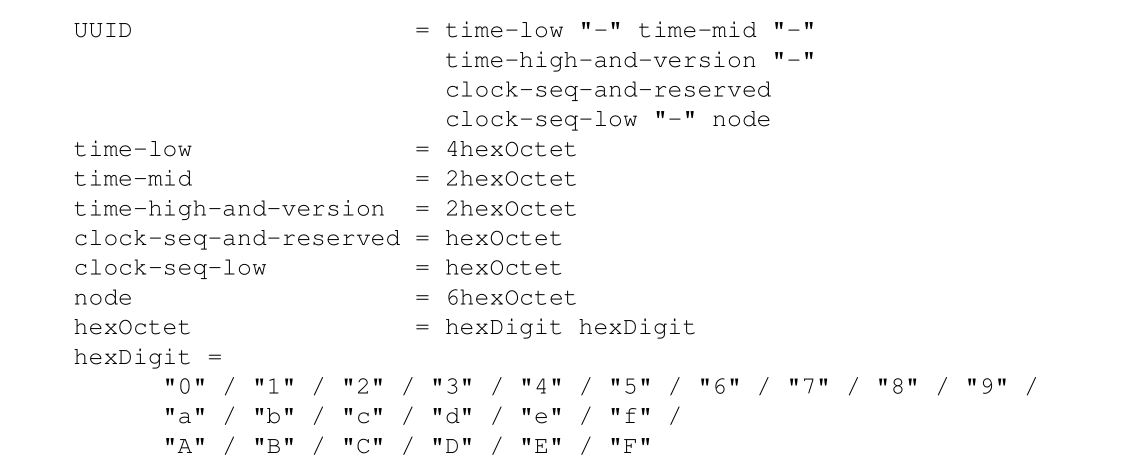 UUID                   = time-low "-" time-mid "-"
                         time-high-and-version "-"
                         clock-seq-and-reserved
                         clock-seq-low "-" node
time-low               = 4hexOctet
time-mid               = 2hexOctet
time-high-and-version  = 2hexOctet
clock-seq-and-reserved = hexOctet
clock-seq-low          = hexOctet
node                   = 6hexOctet
hexOctet               = hexDigit hexDigit
hexDigit =
      "0" / "1" / "2" / "3" / "4" / "5" / "6" / "7" / "8" / "9" /
      "a" / "b" / "c" / "d" / "e" / "f" /
      "A" / "B" / "C" / "D" / "E" / "F"